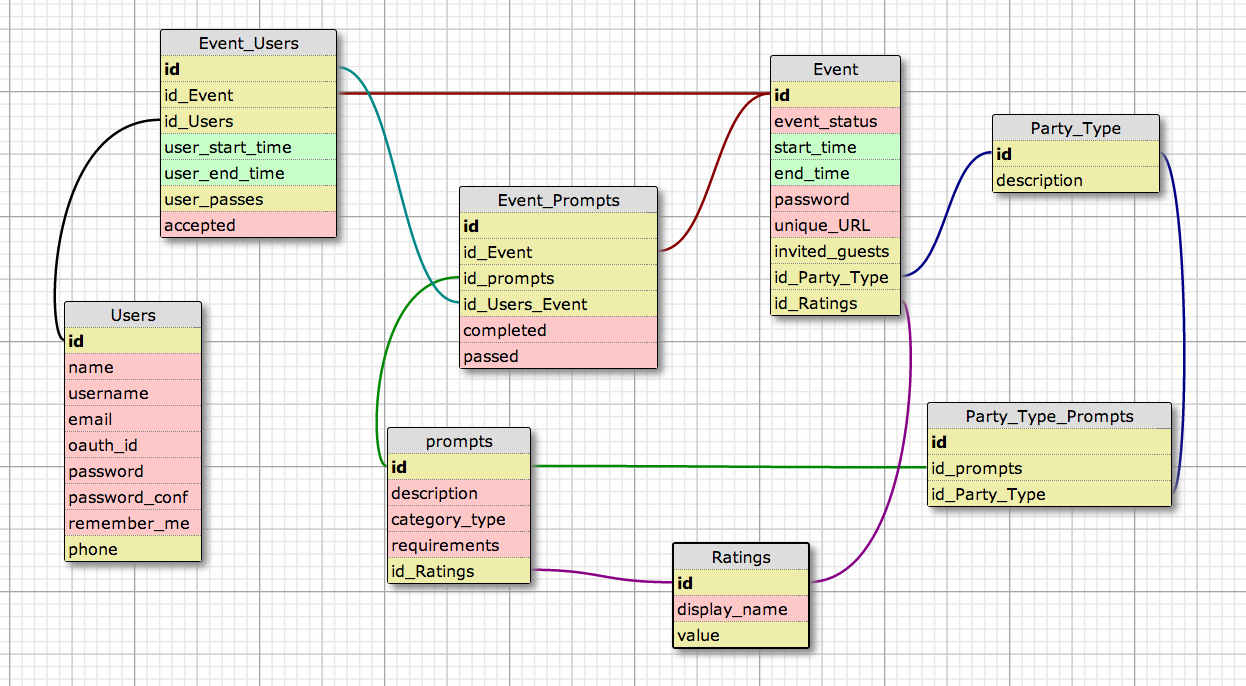 Event_Users
id
id_Event
id_Users
user_start_time
user_end_time
user_passes
accepted
Event
id
event_status
start_time
end_time
password
unique_URL
invited_guests
id_Party_Type
id_Ratings
Party_Type
id
description
Event_Prompts
id
id_Event
id_prompts
id_Users_Event
completed
passed
Users
id
name
username
email
oauth_id
password
password_conf
remember_me
phone
prompts
id
description
category_type
requirements
id_Ratings
Party_Type_Prompts
id
id_prompts
id_Party_Type
Ratings
id
display_name
value